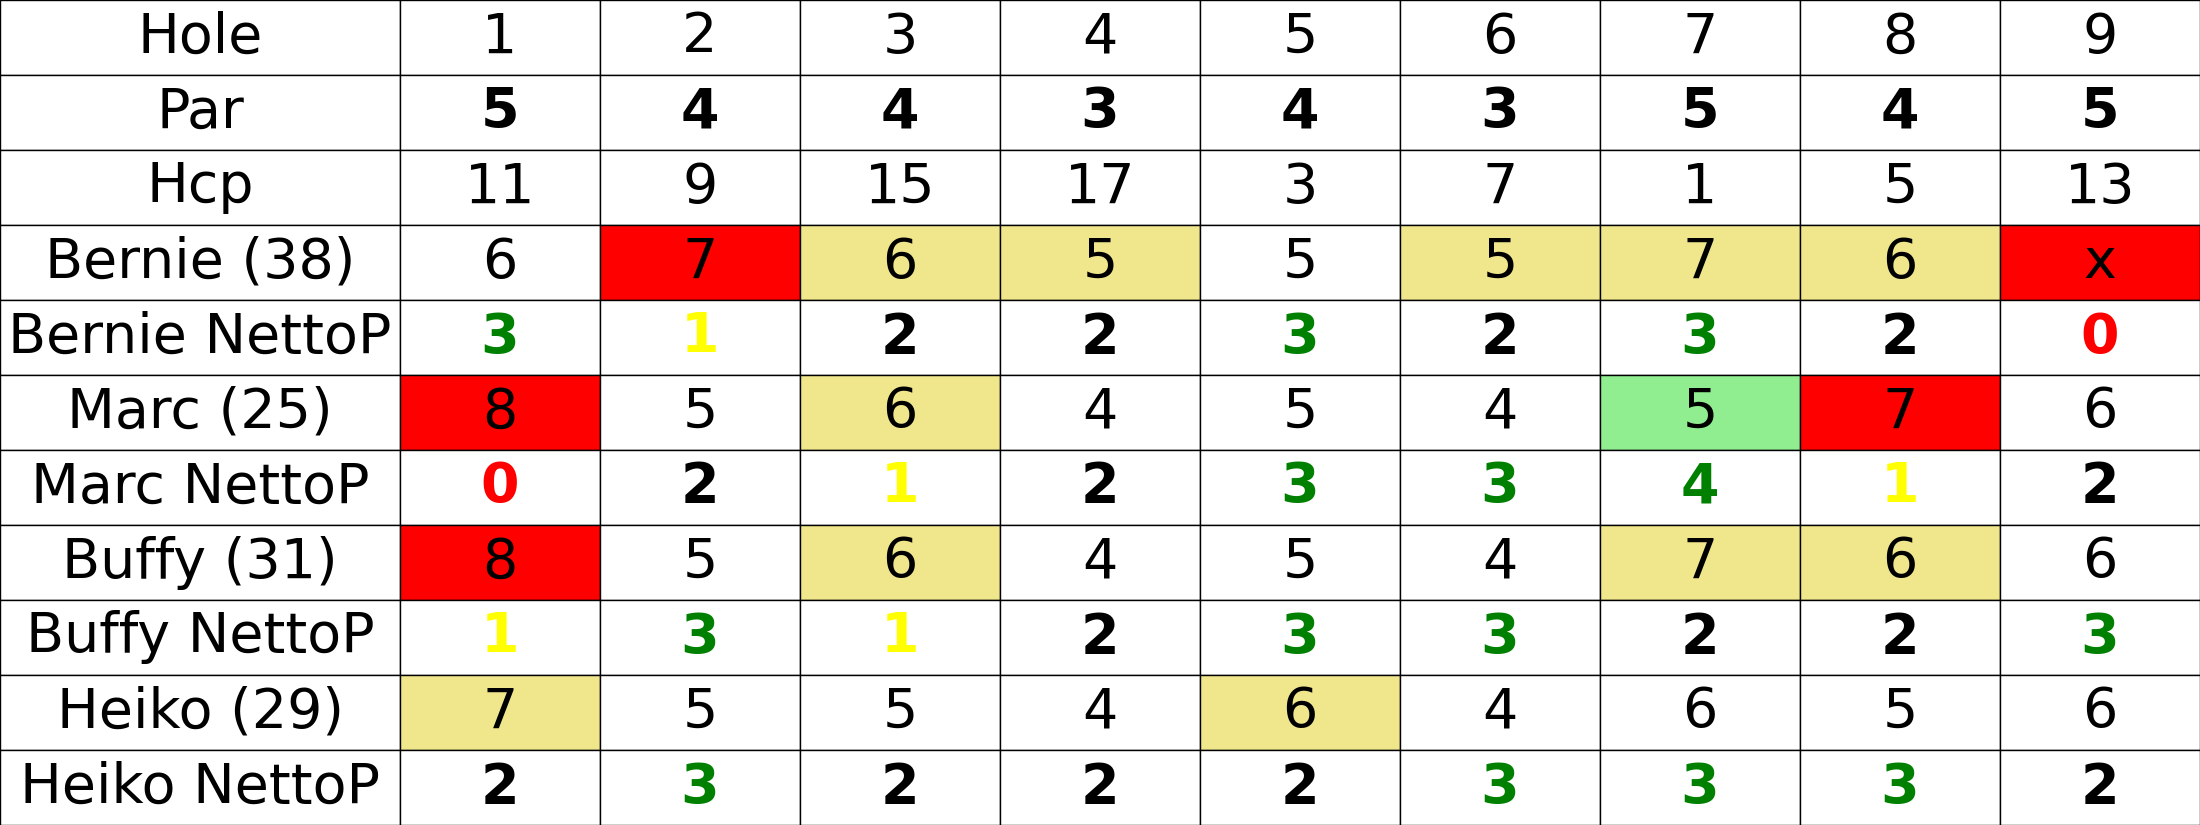 Hole 1 2 3 4 5 6 7 8 9
Par 5 4 4 3 4 3 5 4 5
Hcp 11 9 15 17 3 7 1 5 13
Bernie (38) 6 7 6 5 5 5 7 6 x
Bernie NettoP 3 1 2 2 3 2 3 2 0
Marc (25) 8 5 6 4 5 4 5 7 6
Marc NettoP 0 2 1 2 3 3 4 1 2
Buffy (31) 8 5 6 4 5 4 7 6 6
Buffy NettoP 1 3 1 2 3 3 2 2 3
Heiko (29) 7 5 5 4 6 4 6 5 6
Heiko NettoP 2 3 2 2 2 3 3 3 2